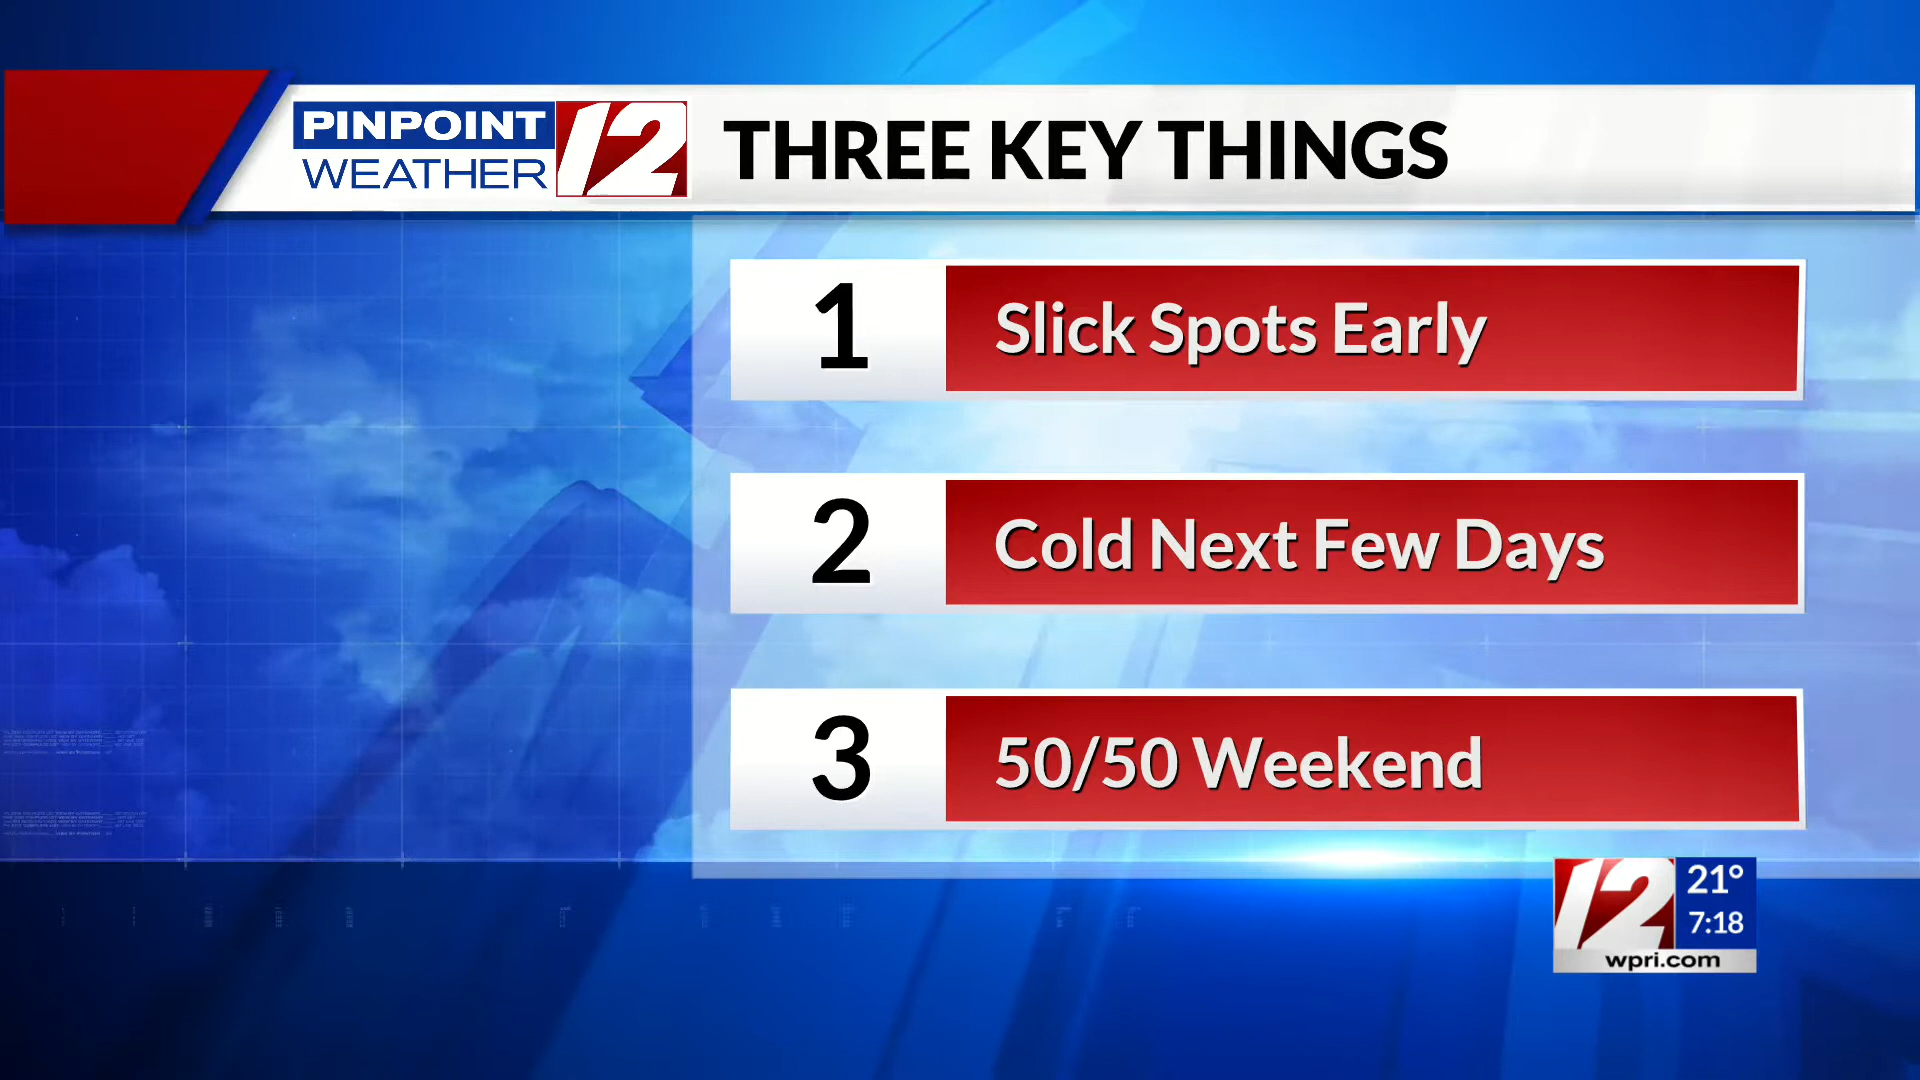 PINPOINT
WEATHER
12
THREE KEY THINGS
1
Slick Spots Early
2
Cold Next Few Days
3
50/50 Weekend
12
21°
7:18
wpri.com